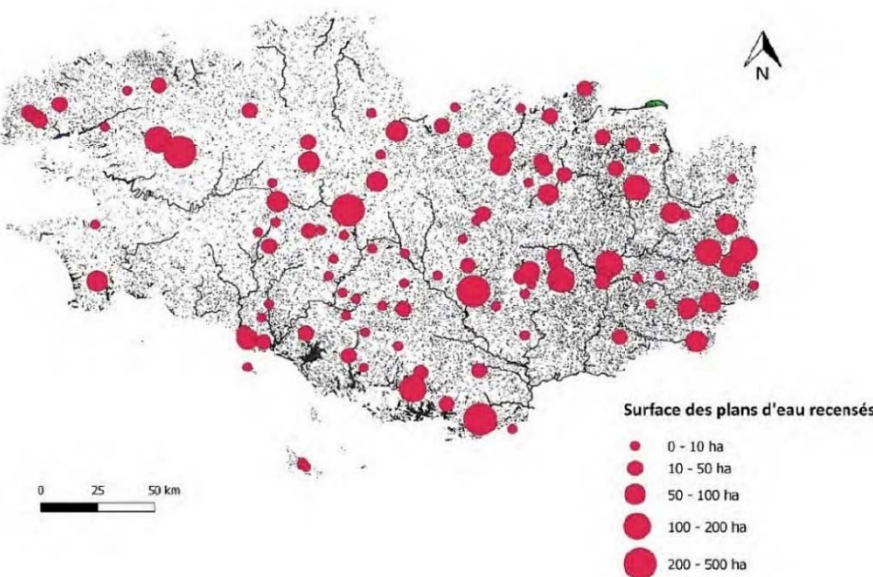 N
Surface des plans d'eau recensés
0 - 10 ha
10 - 50 ha
50 - 100 ha
100 - 200 ha
200 - 500 ha
0 25 50 km